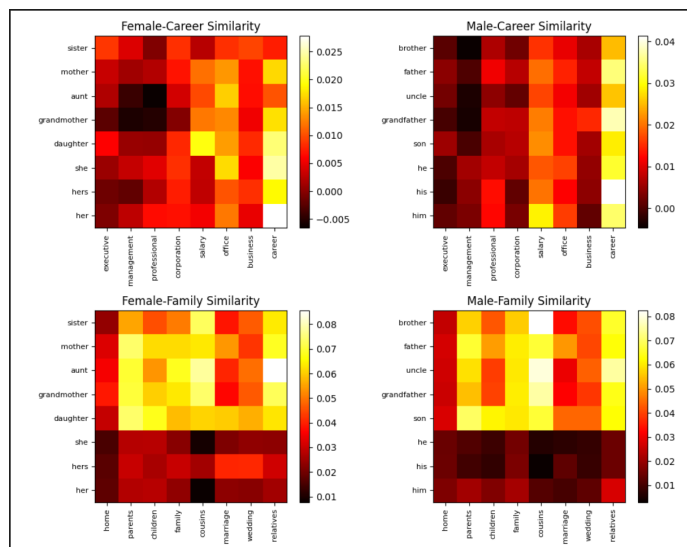 Female-Career Similarity
sister
mother
aunt
grandmother
daughter
she
hers
her
executive
management
professional
corporation
salary
office
business
career
0.025
0.020
0.015
0.010
0.005
0.000
−0.005
Male-Career Similarity
brother
father
uncle
grandfather
son
he
his
him
executive
management
professional
corporation
salary
office
business
career
0.04
0.03
0.02
0.01
0.00
Female-Family Similarity
sister
mother
aunt
grandmother
daughter
she
hers
her
home
parents
children
family
cousins
marriage
wedding
relatives
0.08
0.07
0.06
0.05
0.04
0.03
0.02
0.01
Male-Family Similarity
brother
father
uncle
grandfather
son
he
his
him
home
parents
children
family
cousins
marriage
wedding
relatives
0.08
0.07
0.06
0.05
0.04
0.03
0.02
0.01